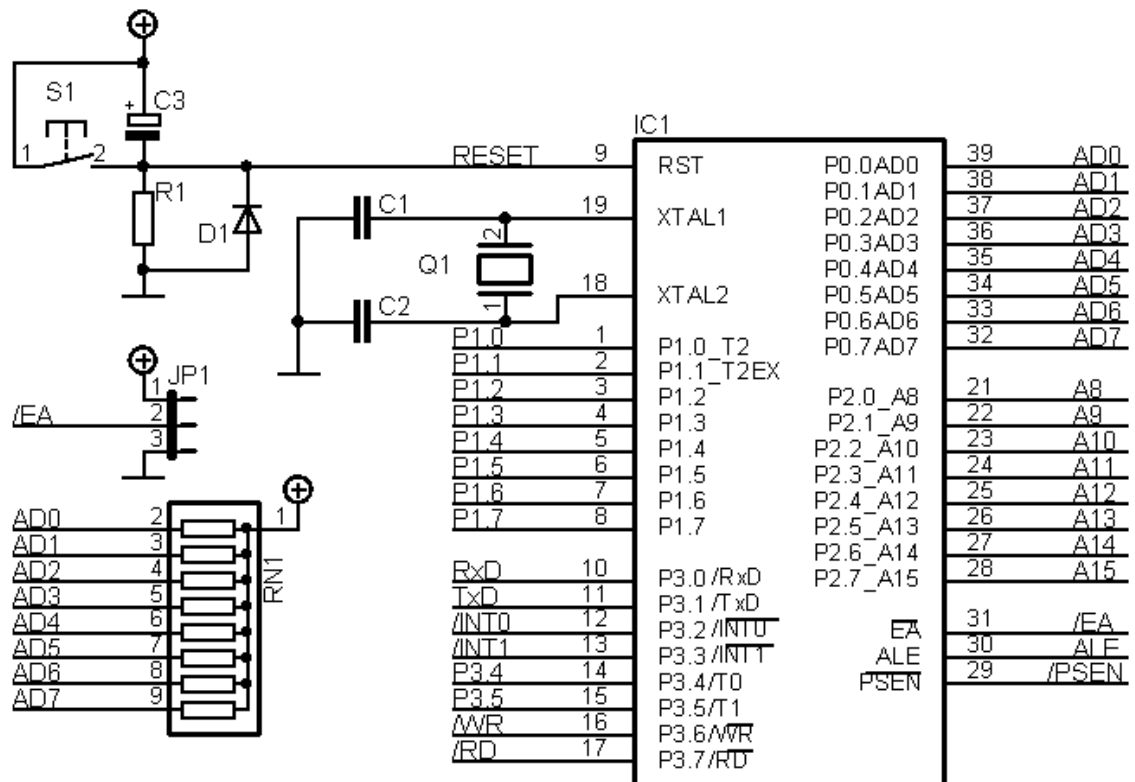 S1
+
C3
1
2
R1
D1
RESET
C1
C2
Q1
2
1
IC1
9 RST
19 XTAL1
18 XTAL2
P1.0 1 P1.0_T2
P1.1 2 P1.1_T2EX
P1.2 3 P1.2
P1.3 4 P1.3
P1.4 5 P1.4
P1.5 6 P1.5
P1.6 7 P1.6
P1.7 8 P1.7
RxD 10 P3.0/RxD
TxD 11 P3.1/TxD
/INT0 12 P3.2/INT0
/INT1 13 P3.3/INT1
P3.4 14 P3.4/T0
P3.5 15 P3.5/T1
/WR 16 P3.6/WR
/RD 17 P3.7/RD
P0.0AD0 39 AD0
P0.1AD1 38 AD1
P0.2AD2 37 AD2
P0.3AD3 36 AD3
P0.4AD4 35 AD4
P0.5AD5 34 AD5
P0.6AD6 33 AD6
P0.7AD7 32 AD7
P2.0_A8 21 A8
P2.1_A9 22 A9
P2.2_A10 23 A10
P2.3_A11 24 A11
P2.4_A12 25 A12
P2.5_A13 26 A13
P2.6_A14 27 A14
P2.7_A15 28 A15
EA 31 /EA
ALE 30 ALE
PSEN 29 /PSEN
JP1
1
/EA 2
3
RN1
1
AD0 2
AD1 3
AD2 4
AD3 5
AD4 6
AD5 7
AD6 8
AD7 9